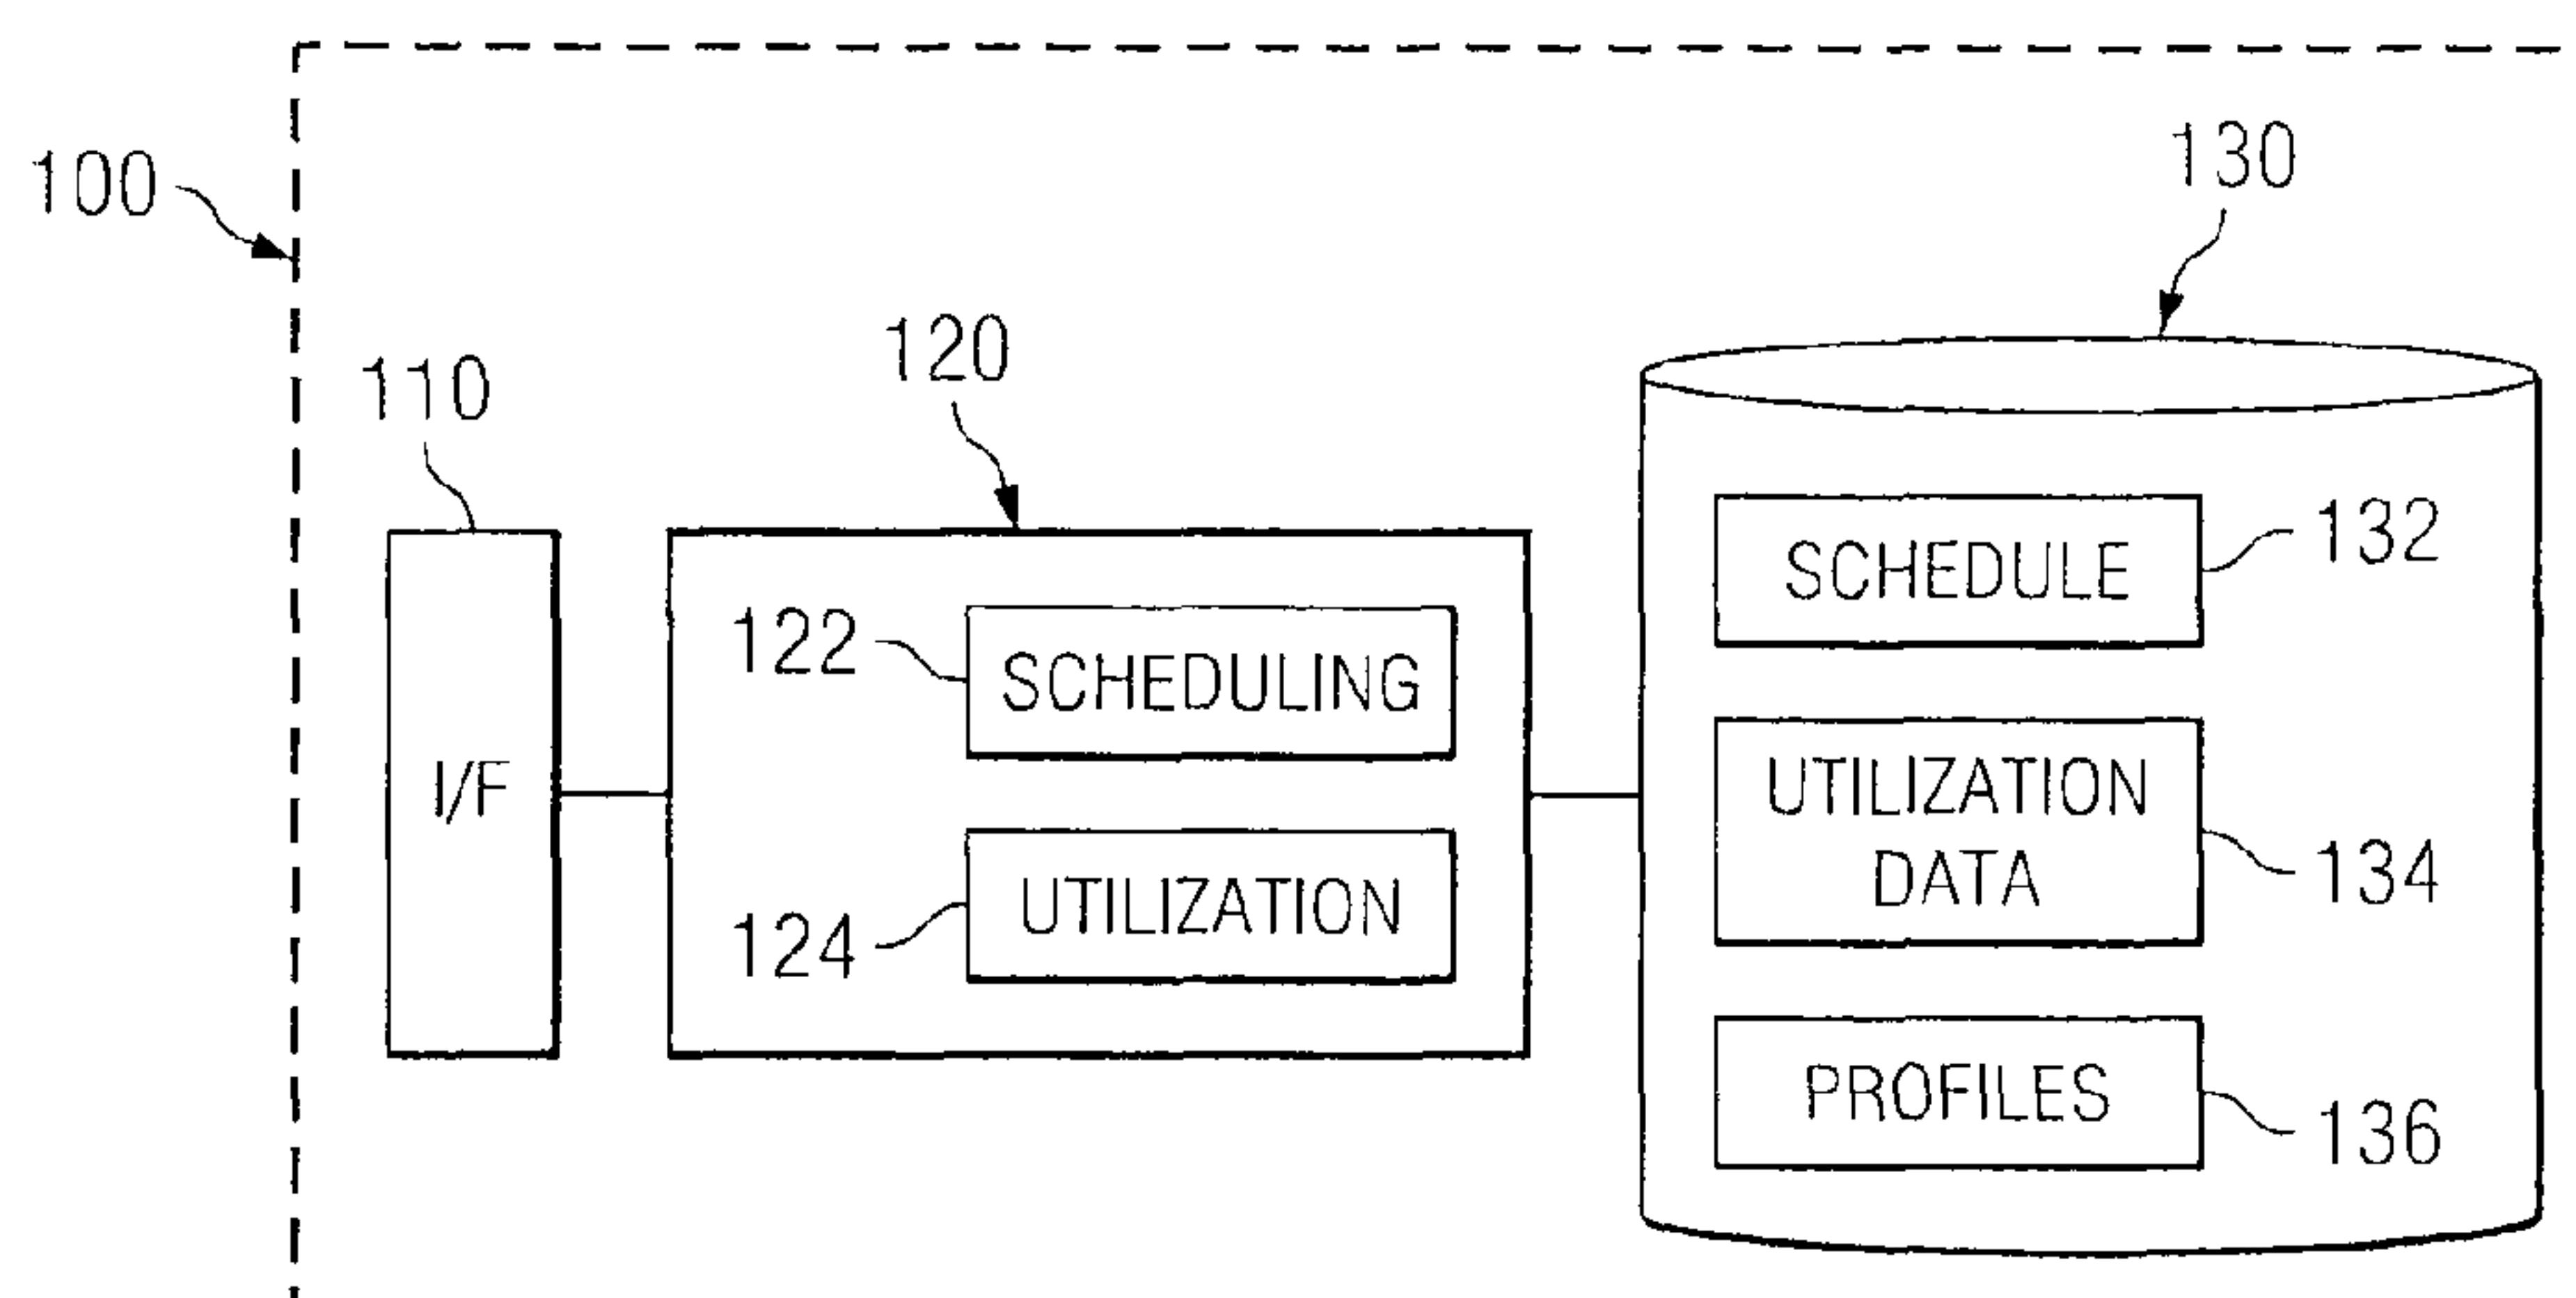 100
130
120
110
SCHEDULE
132
122
SCHEDULING
I/F
UTILIZATION
DATA
134
124
UTILIZATION
PROFILES
136